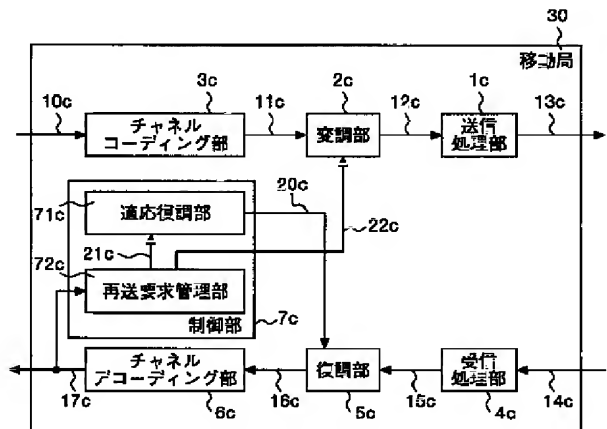 30
移動局
3c
2c
1c
10c
11c
12c
13c
チャネル
コーディング部
変調部
送信
処理部
20c
71c
適応復調部
22c
21c
72c
再送要求管理部
制御部
7c
チャネル
デコーディング部
復調部
受信
処理部
17c
16c
15c
14c
6c
5c
4c